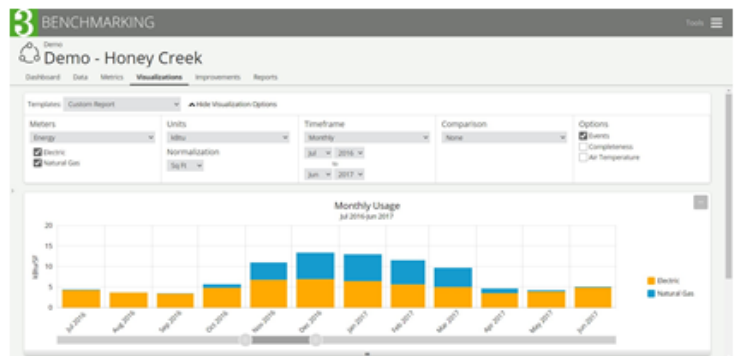 3 BENCHMARKING
Tools
Demo
Demo - Honey Creek
Dashboard Data Metrics Visualizations Improvements Reports
Templates Custom Report Hide Visualization Options
Meters Units Timeframe Comparison Options
Energy kBtu Monthly None Events
Electric Normalization Jul 2016 Completeness
Natural Gas Sq Ft to Air Temperature
Jun 2017
Monthly Usage
Jul 2016-Jun 2017
20
15
10
5
0
kBtu/SF
Electric
Natural Gas
Jul 2016 Aug 2016 Sep 2016 Oct 2016 Nov 2016 Dec 2016 Jan 2017 Feb 2017 Mar 2017 Apr 2017 May 2017 Jun 2017